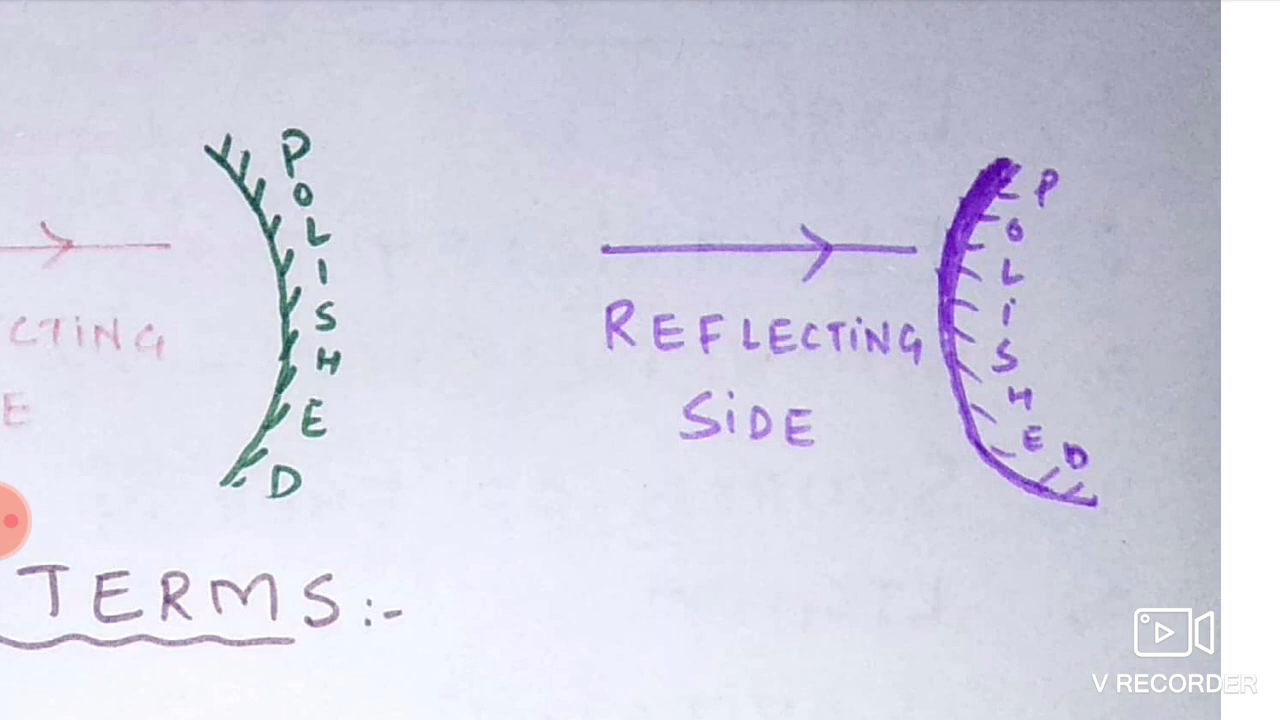 POLISHED
CTING
E
REFLECTING
SIDE
POLISHED
TERMS:-
V RECORDER